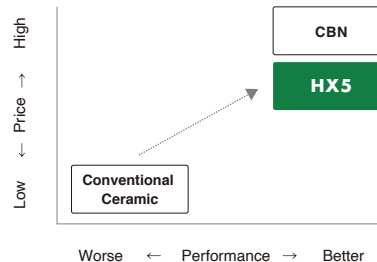 High
CBN
← Price →
HX5
Low
Conventional
Ceramic
Worse ← Performance → Better